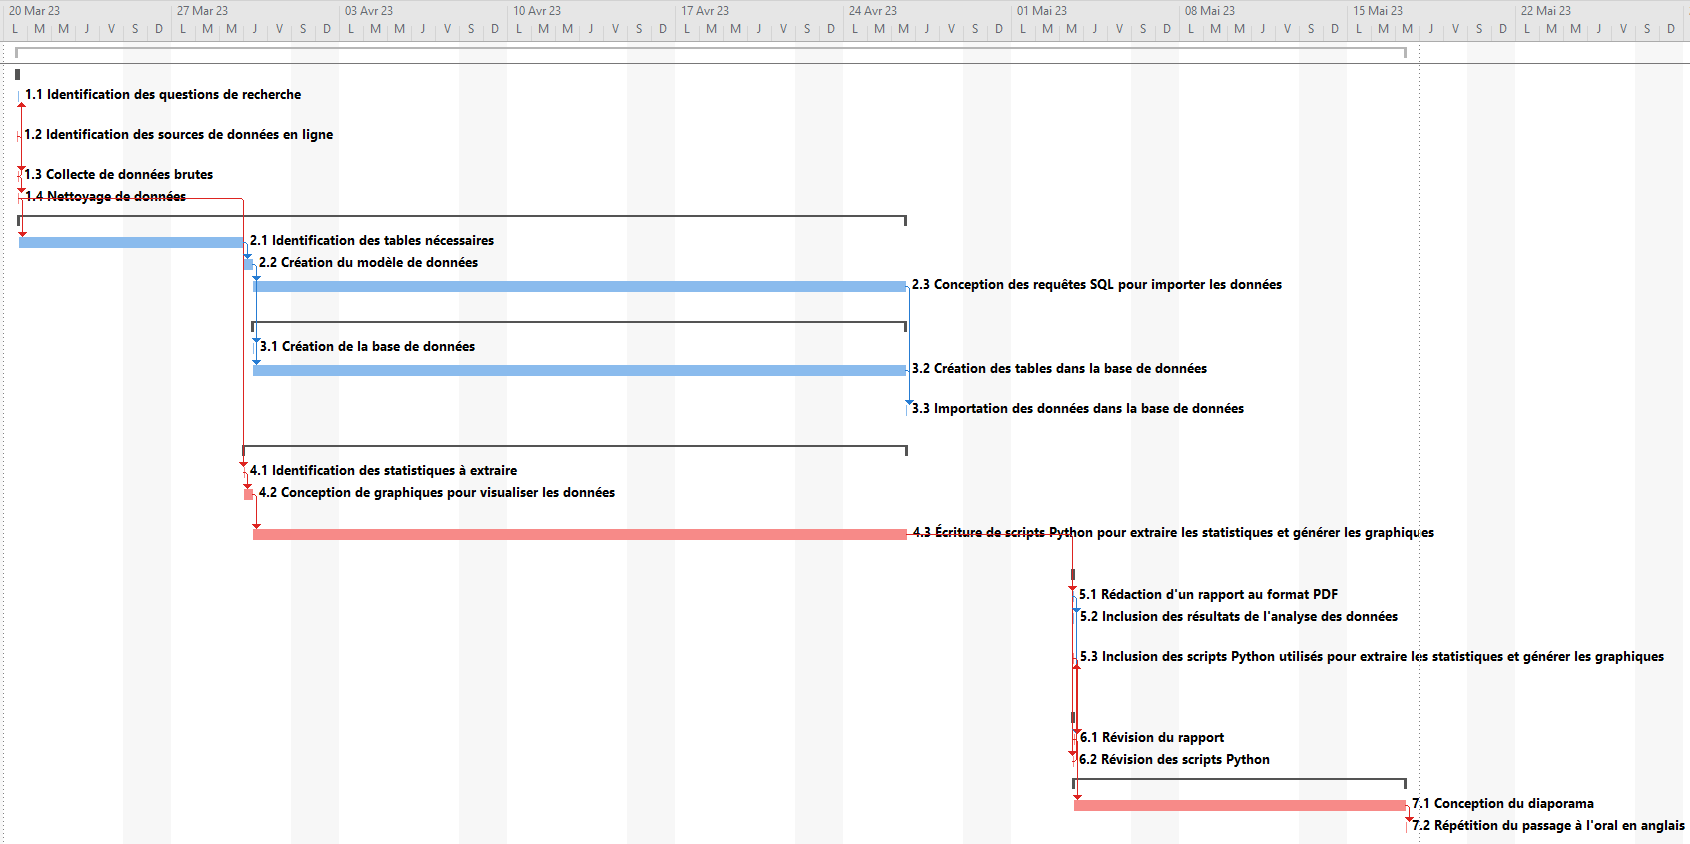 20 Mar 23 27 Mar 23 03 Avr 23 10 Avr 23 17 Avr 23 24 Avr 23 01 Mai 23 08 Mai 23 15 Mai 23 22 Mai 23
L M M J V S D L M M J V S D L M M J V S D L M M J V S D L M M J V S D L M M J V S D L M M J V S D L M M J V S D L M M J V S D L M M J V S D
1.1 Identification des questions de recherche
1.2 Identification des sources de données en ligne
1.3 Collecte de données brutes
1.4 Nettoyage de données
2.1 Identification des tables nécessaires
2.2 Création du modèle de données
2.3 Conception des requêtes SQL pour importer les données
3.1 Création de la base de données
3.2 Création des tables dans la base de données
3.3 Importation des données dans la base de données
4.1 Identification des statistiques à extraire
4.2 Conception de graphiques pour visualiser les données
4.3 Écriture de scripts Python pour extraire les statistiques et générer les graphiques
5.1 Rédaction d'un rapport au format PDF
5.2 Inclusion des résultats de l'analyse des données
5.3 Inclusion des scripts Python utilisés pour extraire les statistiques et générer les graphiques
6.1 Révision du rapport
6.2 Révision des scripts Python
7.1 Conception du diaporama
7.2 Répétition du passage à l'oral en anglais